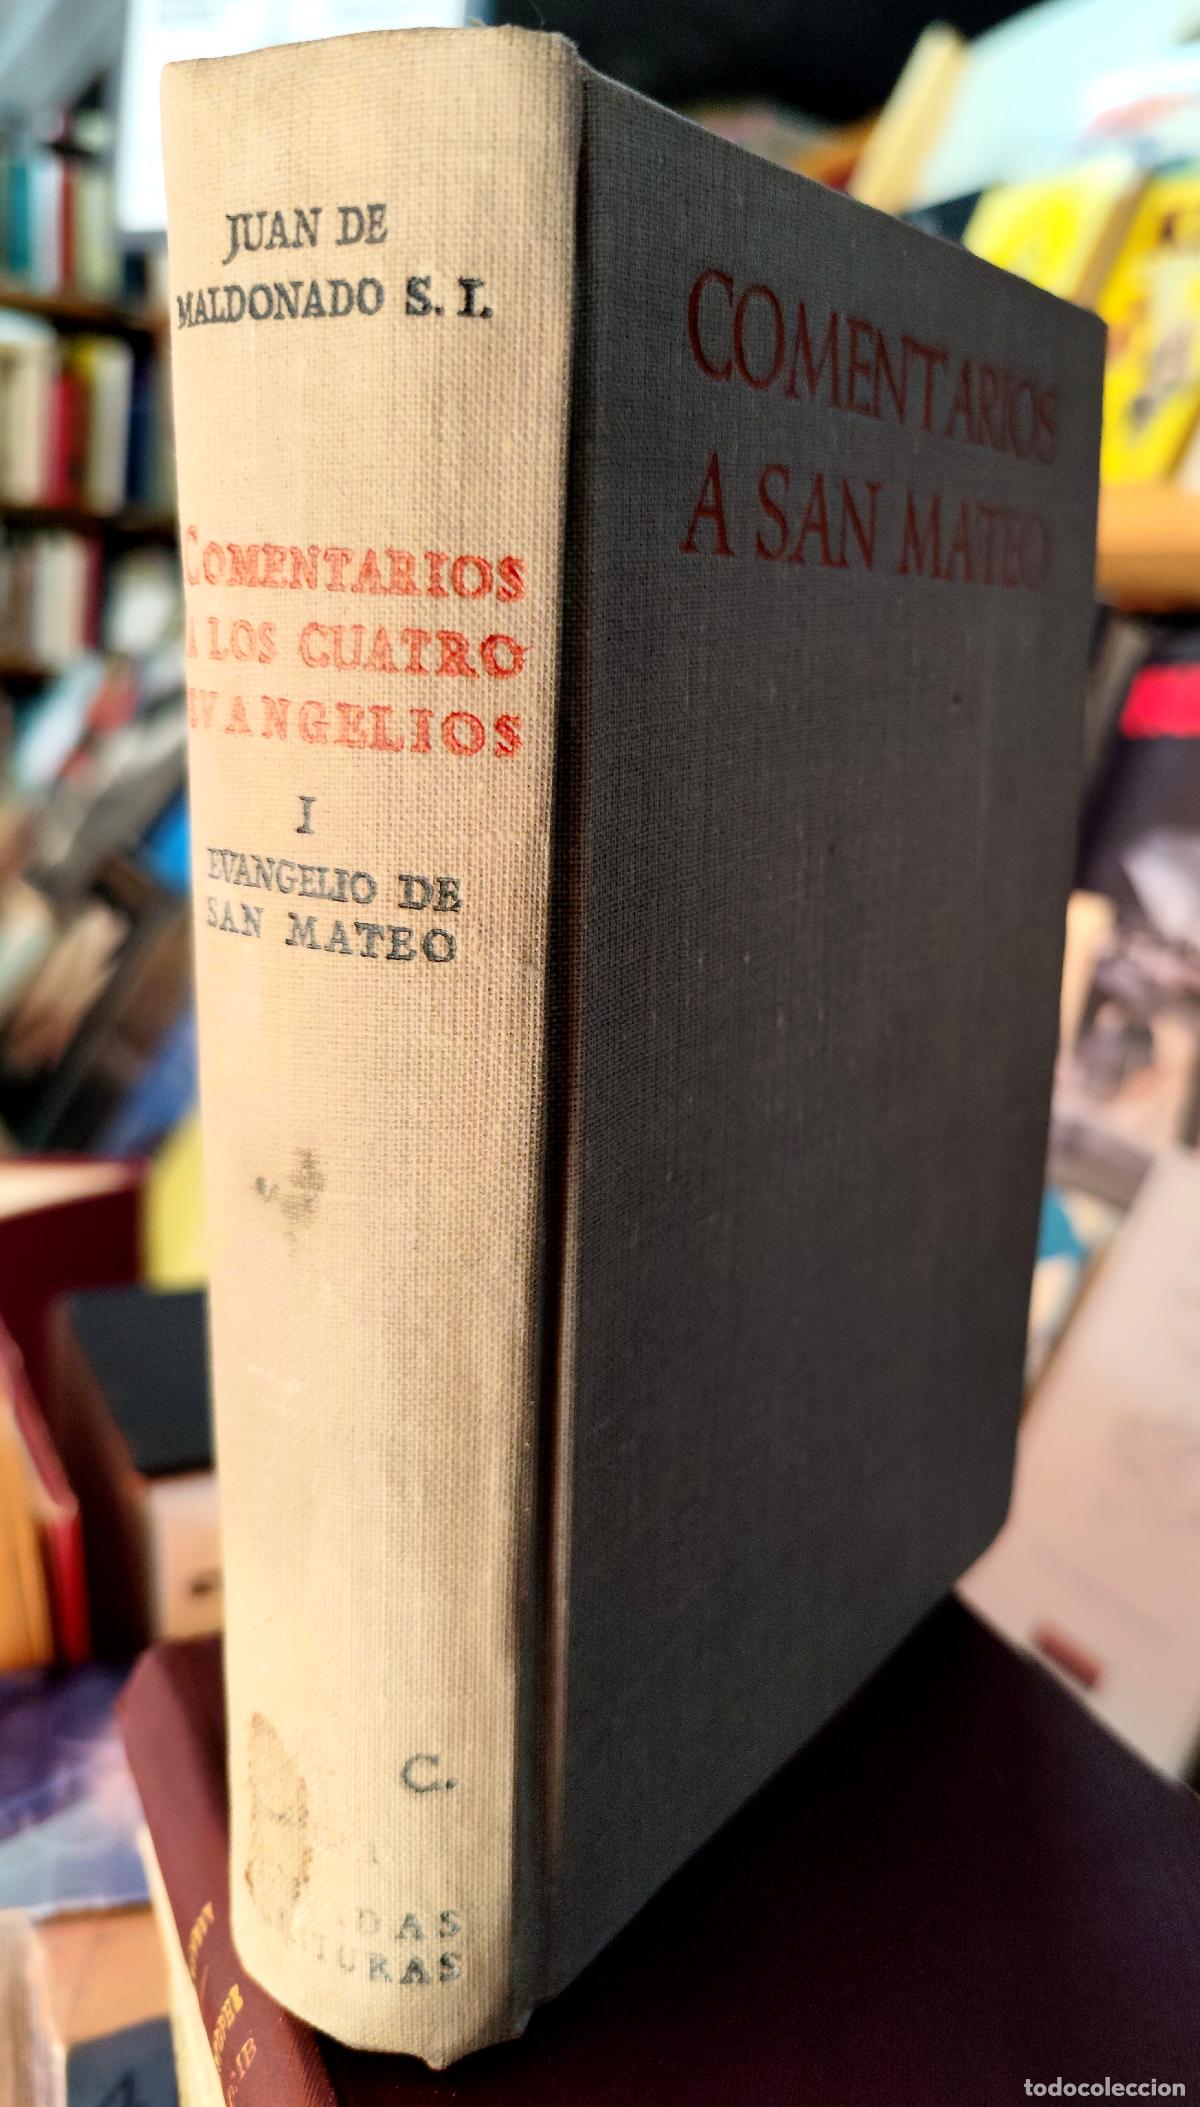 JUAN DE
MALDONADO S. I.
COMENTARIOS
A LOS CUATRO
EVANGELIOS
I
EVANGELIO DE
SAN MATEO
C.
COMENTARIOS
A SAN MATEO
todocoleccion